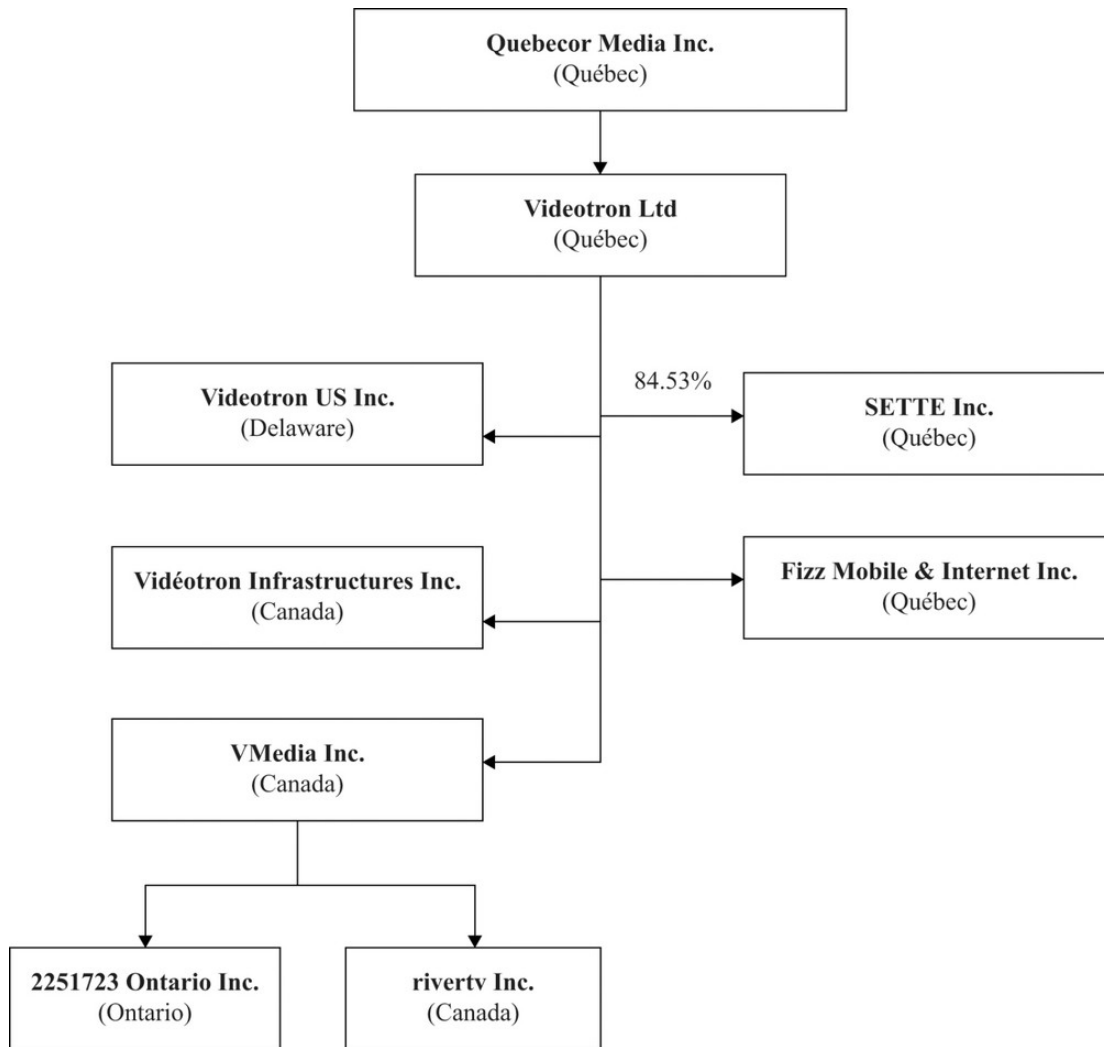 Quebecor Media Inc.
(Québec)
Videotron Ltd
(Québec)
Videotron US Inc.
(Delaware)
84.53%
SETTE Inc.
(Québec)
Vidéotron Infrastructures Inc.
(Canada)
Fizz Mobile & Internet Inc.
(Québec)
VMedia Inc.
(Canada)
2251723 Ontario Inc.
(Ontario)
rivertv Inc.
(Canada)